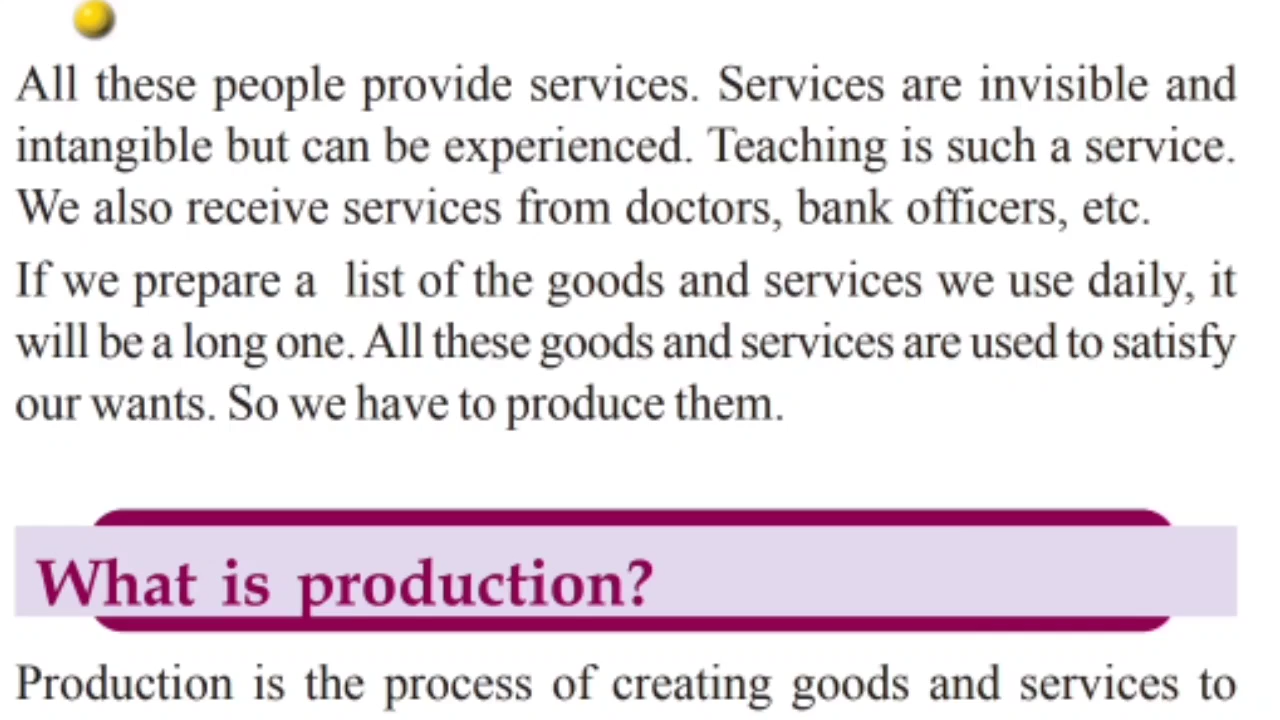 All these people provide services. Services are invisible and
intangible but can be experienced. Teaching is such a service.
We also receive services from doctors, bank officers, etc.
If we prepare a list of the goods and services we use daily, it
will be a long one. All these goods and services are used to satisfy
our wants. So we have to produce them.
What is production?
Production is the process of creating goods and services to